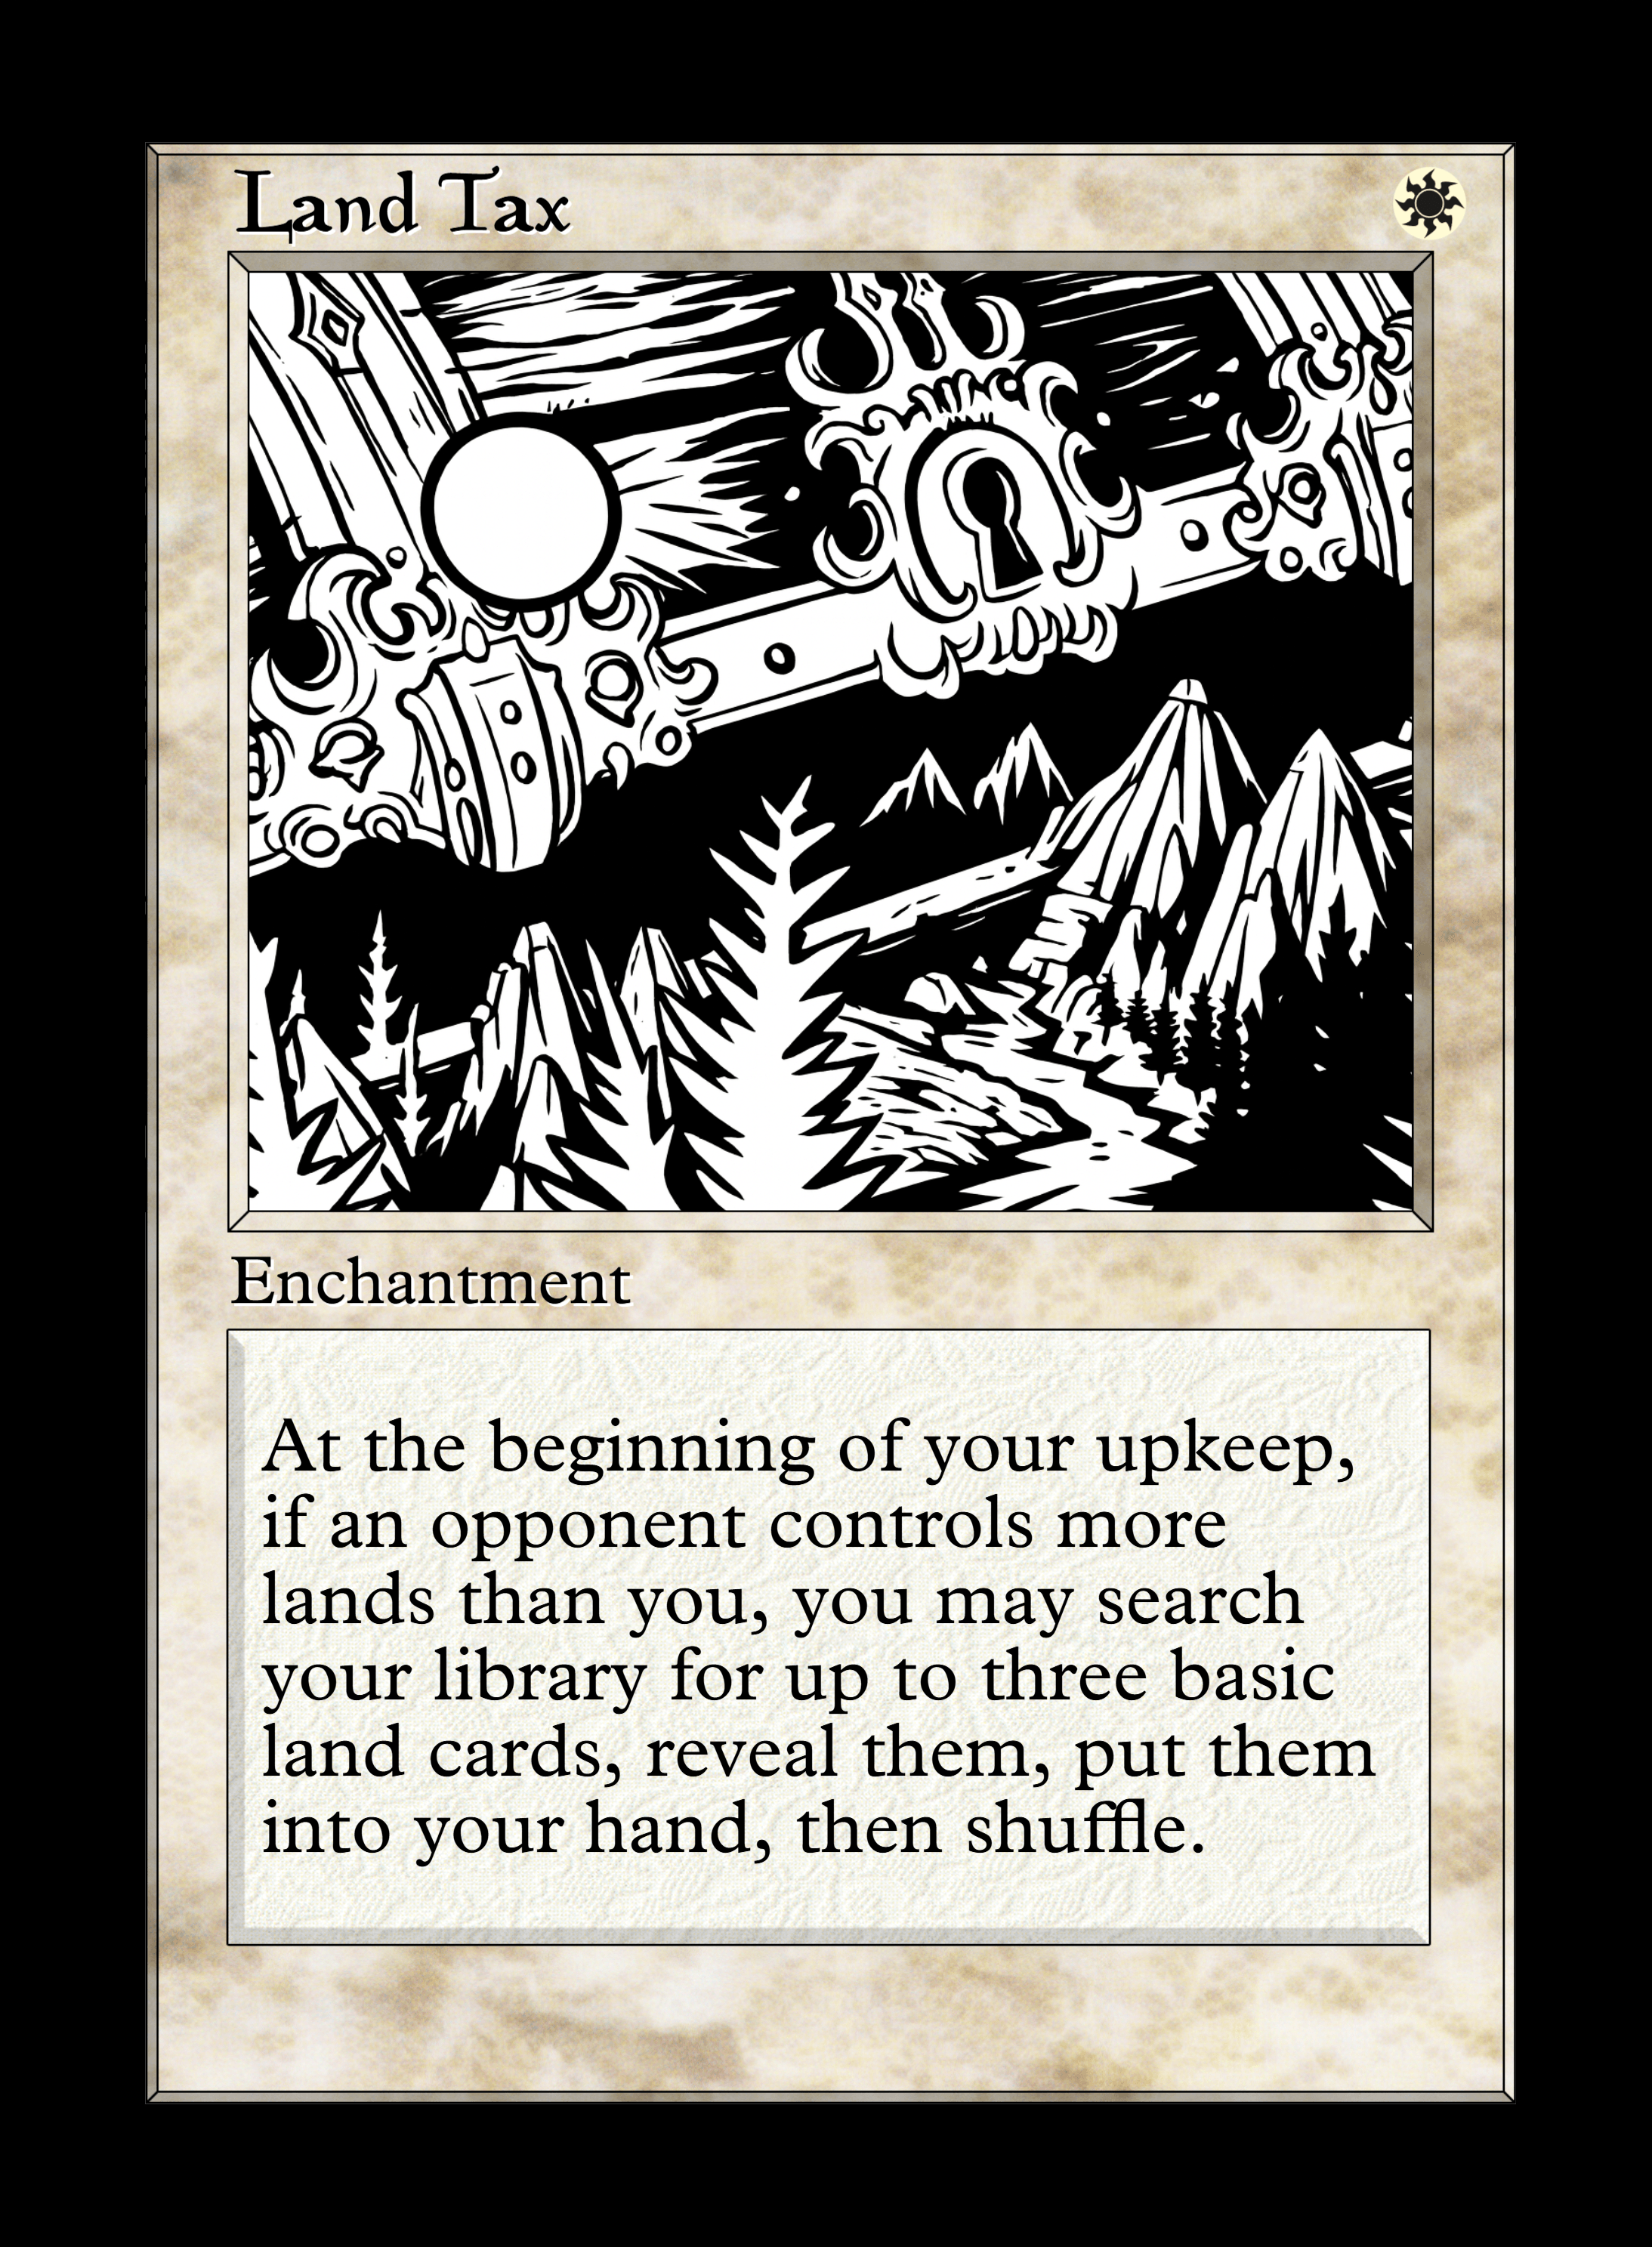 Land Tax
Enchantment
At the beginning of your upkeep,
if an opponent controls more
lands than you, you may search
your library for up to three basic
land cards, reveal them, put them
into your hand, then shuffle.